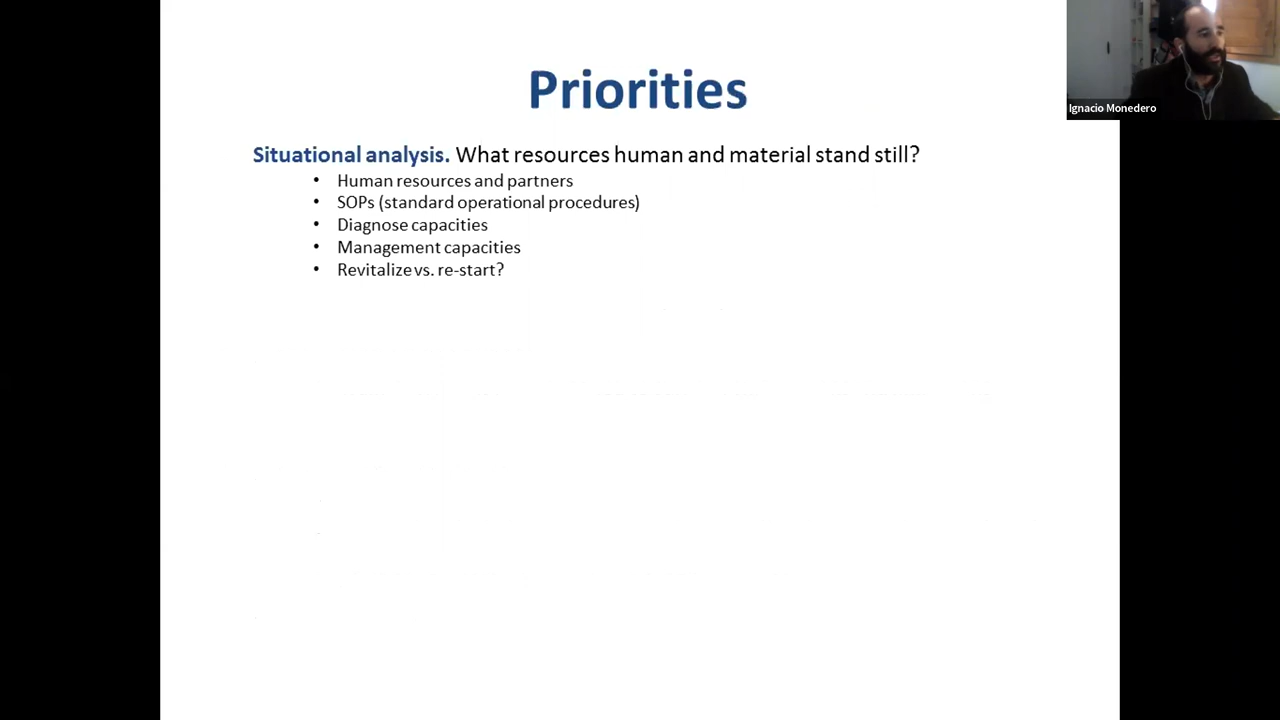 Priorities
Ignacio Monedero
Situational analysis. What resources human and material stand still?
• Human resources and partners
• SOPs (standard operational procedures)
• Diagnose capacities
• Management capacities
• Revitalize vs. re-start?